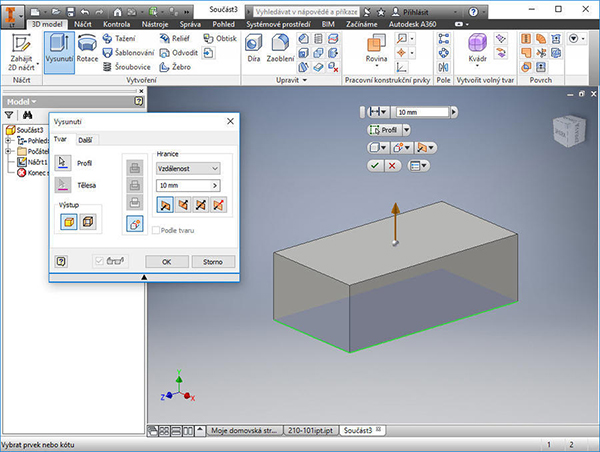 LT
Součást3
Vyhledávat v nápovědě a příkaze
Přihlásit
3D model
Náčrt
Kontrola
Nástroje
Správa
Pohled
Systémové prostředí
BIM
Začínáme
Autodesk A360
Zahájit
2D náčrt
Vysunutí
Rotace
Tažení
Šablonování
Šroubovice
Reliéf
Odvodit
Žebro
Obtisk
Díra
Zaoblení
Rovina
Kvádr
Náčrt
Vytvoření
Upravit
Pracovní konstrukční prvky
Pole
Vytvořit volný tvar
Povrch
Model
Součást3
Pohled:
Počátek
Náčrt1
Konec s
Vysunutí
Tvar
Další
Profil
Tělesa
Výstup
Hranice
Vzdálenost
10 mm
Podle tvaru
OK
Storno
10 mm
Profil
Y
Z
X
Moje domovská str...
210-101ipt.ipt
Součást3
Vybrat prvek nebo kótu
1
2